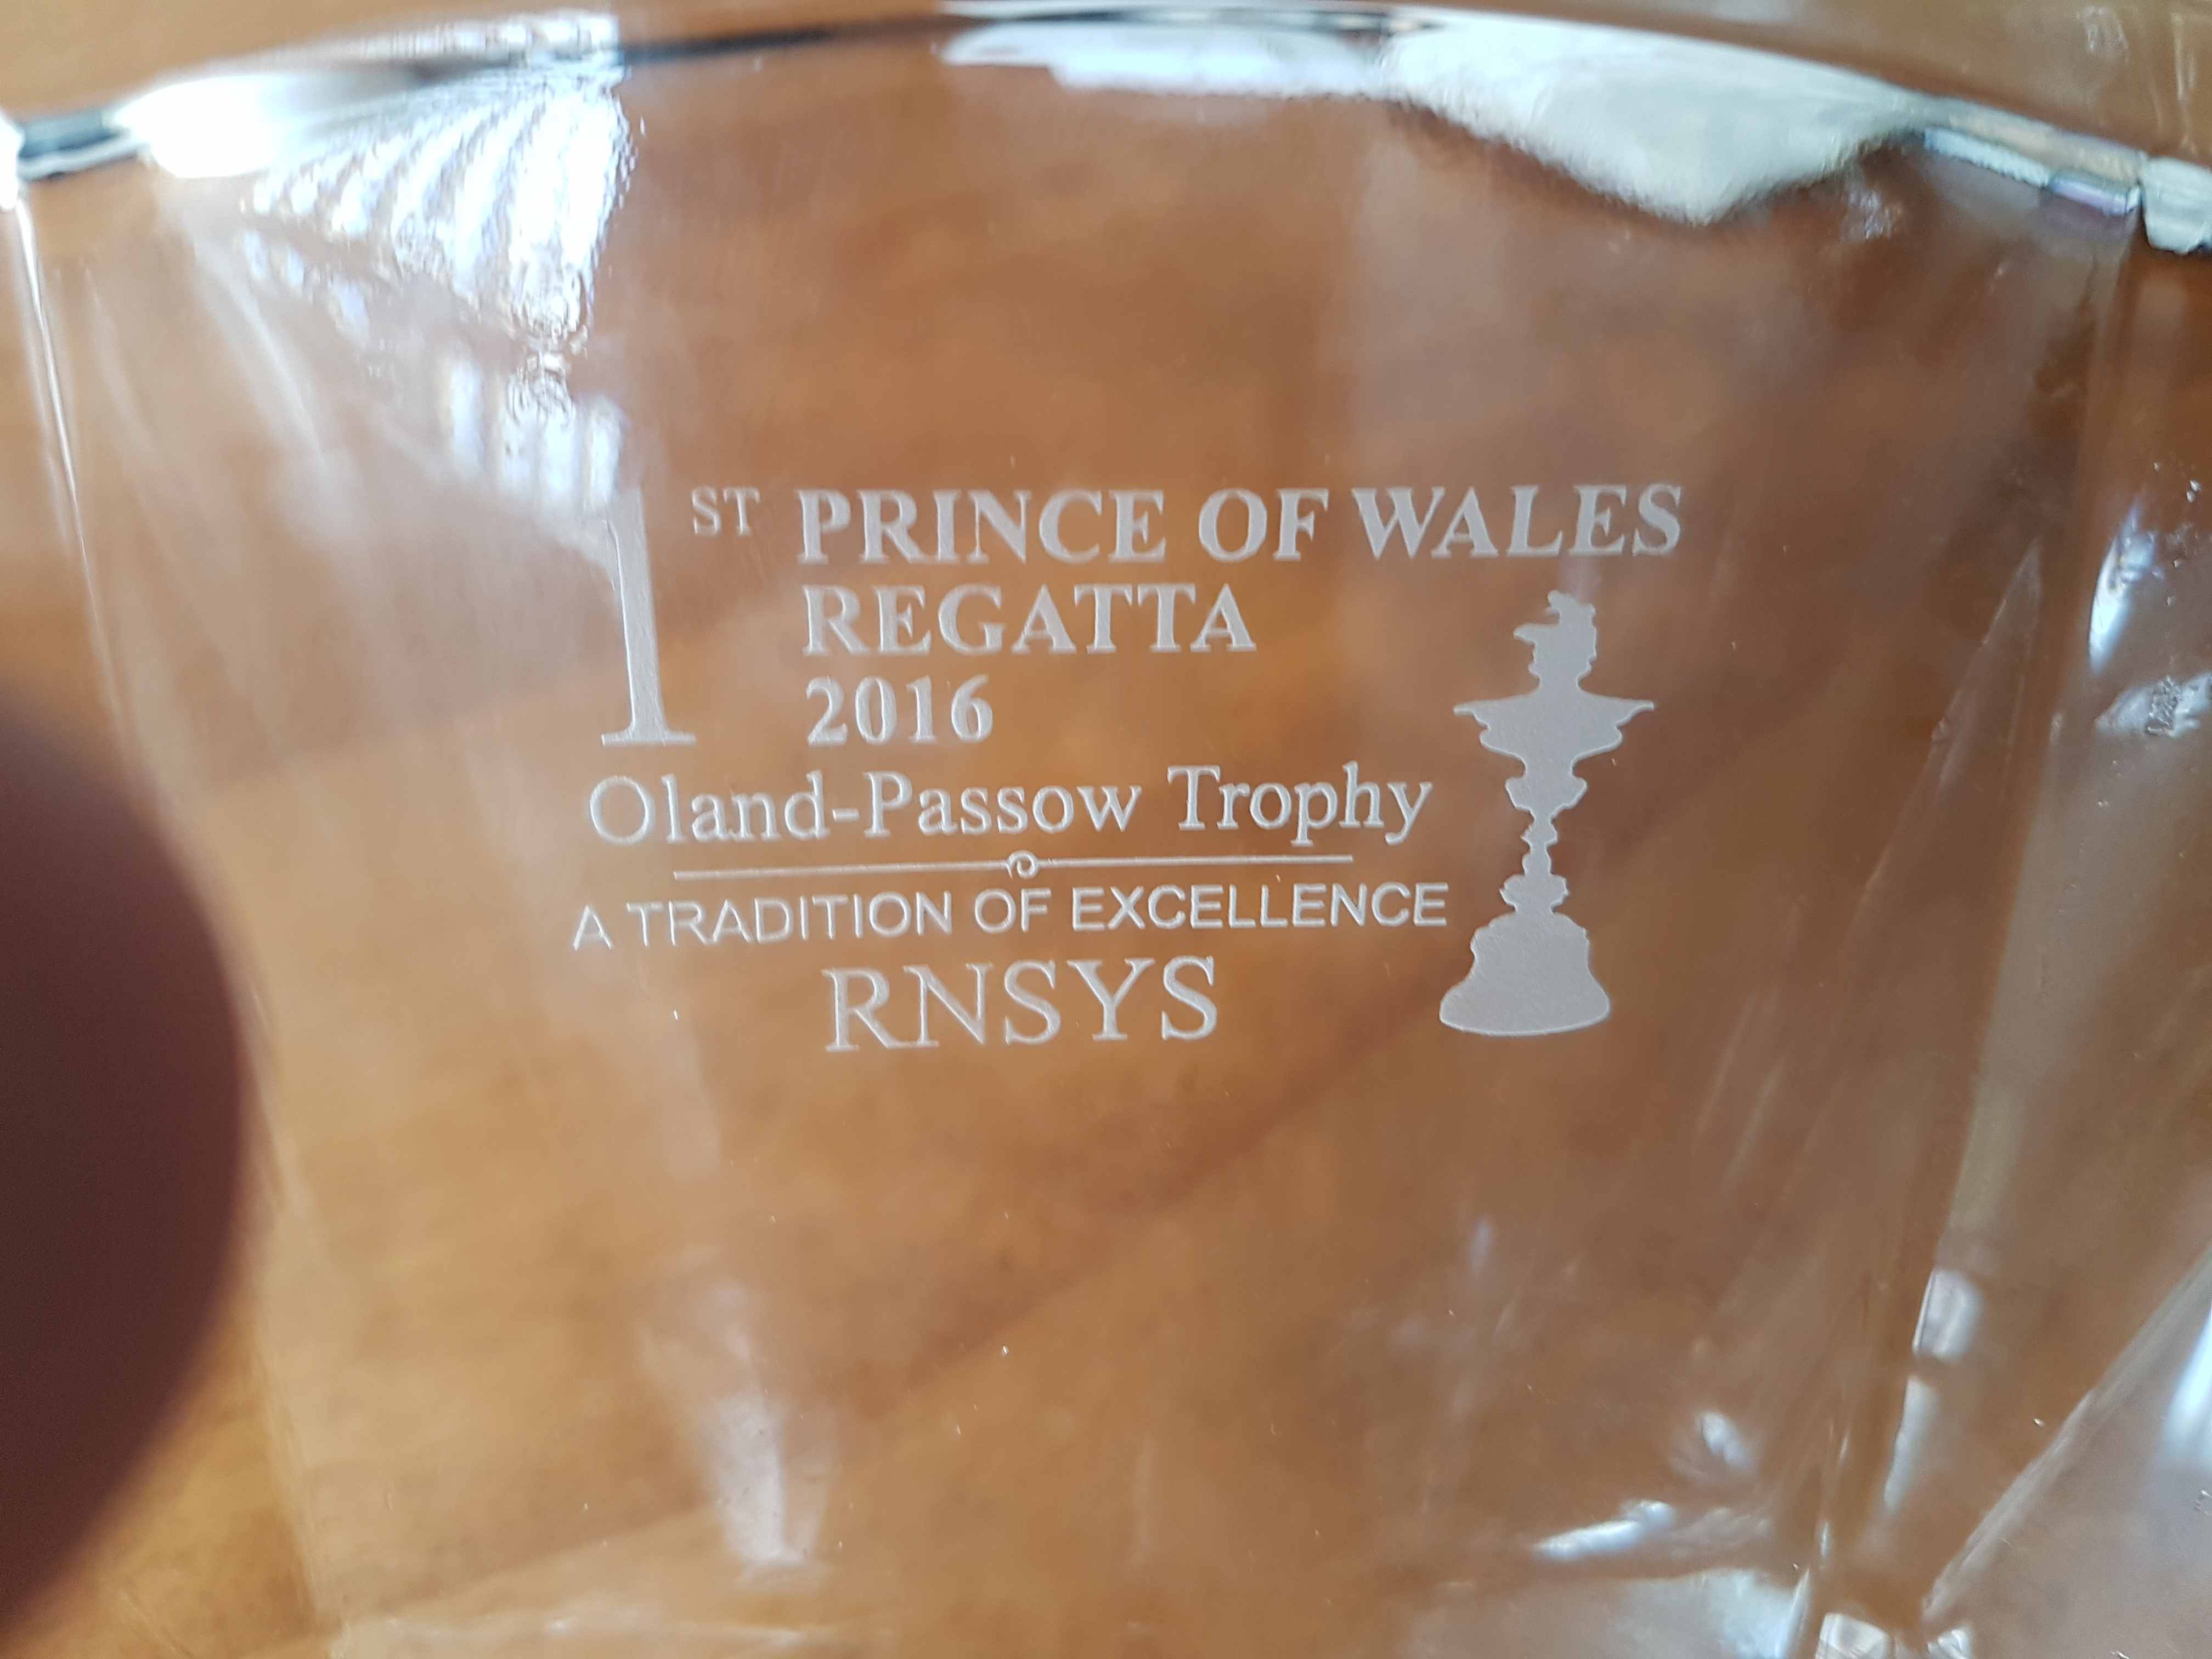 1ST PRINCE OF WALES
REGATTA
2016
Oland-Passow Trophy
A TRADITION OF EXCELLENCE
RNSYS